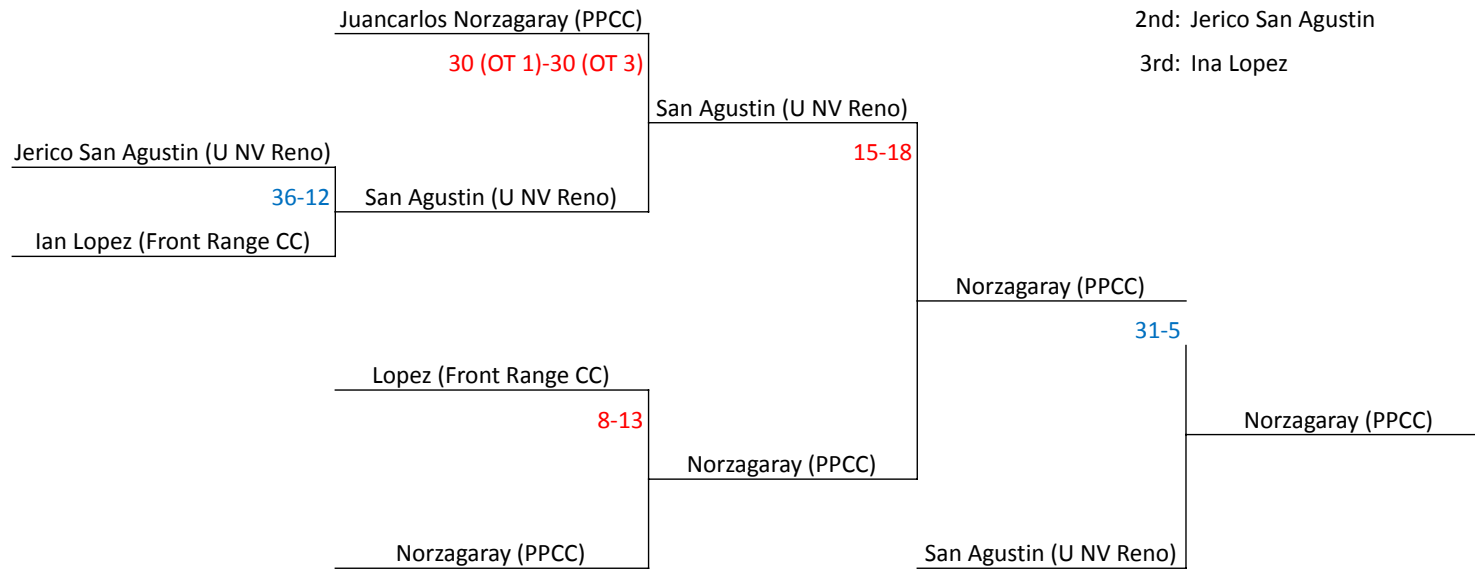 Juancarlos Norzagaray (PPCC)
2nd: Jerico San Agustin
30 (OT 1)-30 (OT 3)
3rd: Ina Lopez
San Agustin (U NV Reno)
Jerico San Agustin (U NV Reno)
15-18
36-12
San Agustin (U NV Reno)
Ian Lopez (Front Range CC)
Norzagaray (PPCC)
31-5
Lopez (Front Range CC)
8-13
Norzagaray (PPCC)
Norzagaray (PPCC)
Norzagaray (PPCC)
San Agustin (U NV Reno)